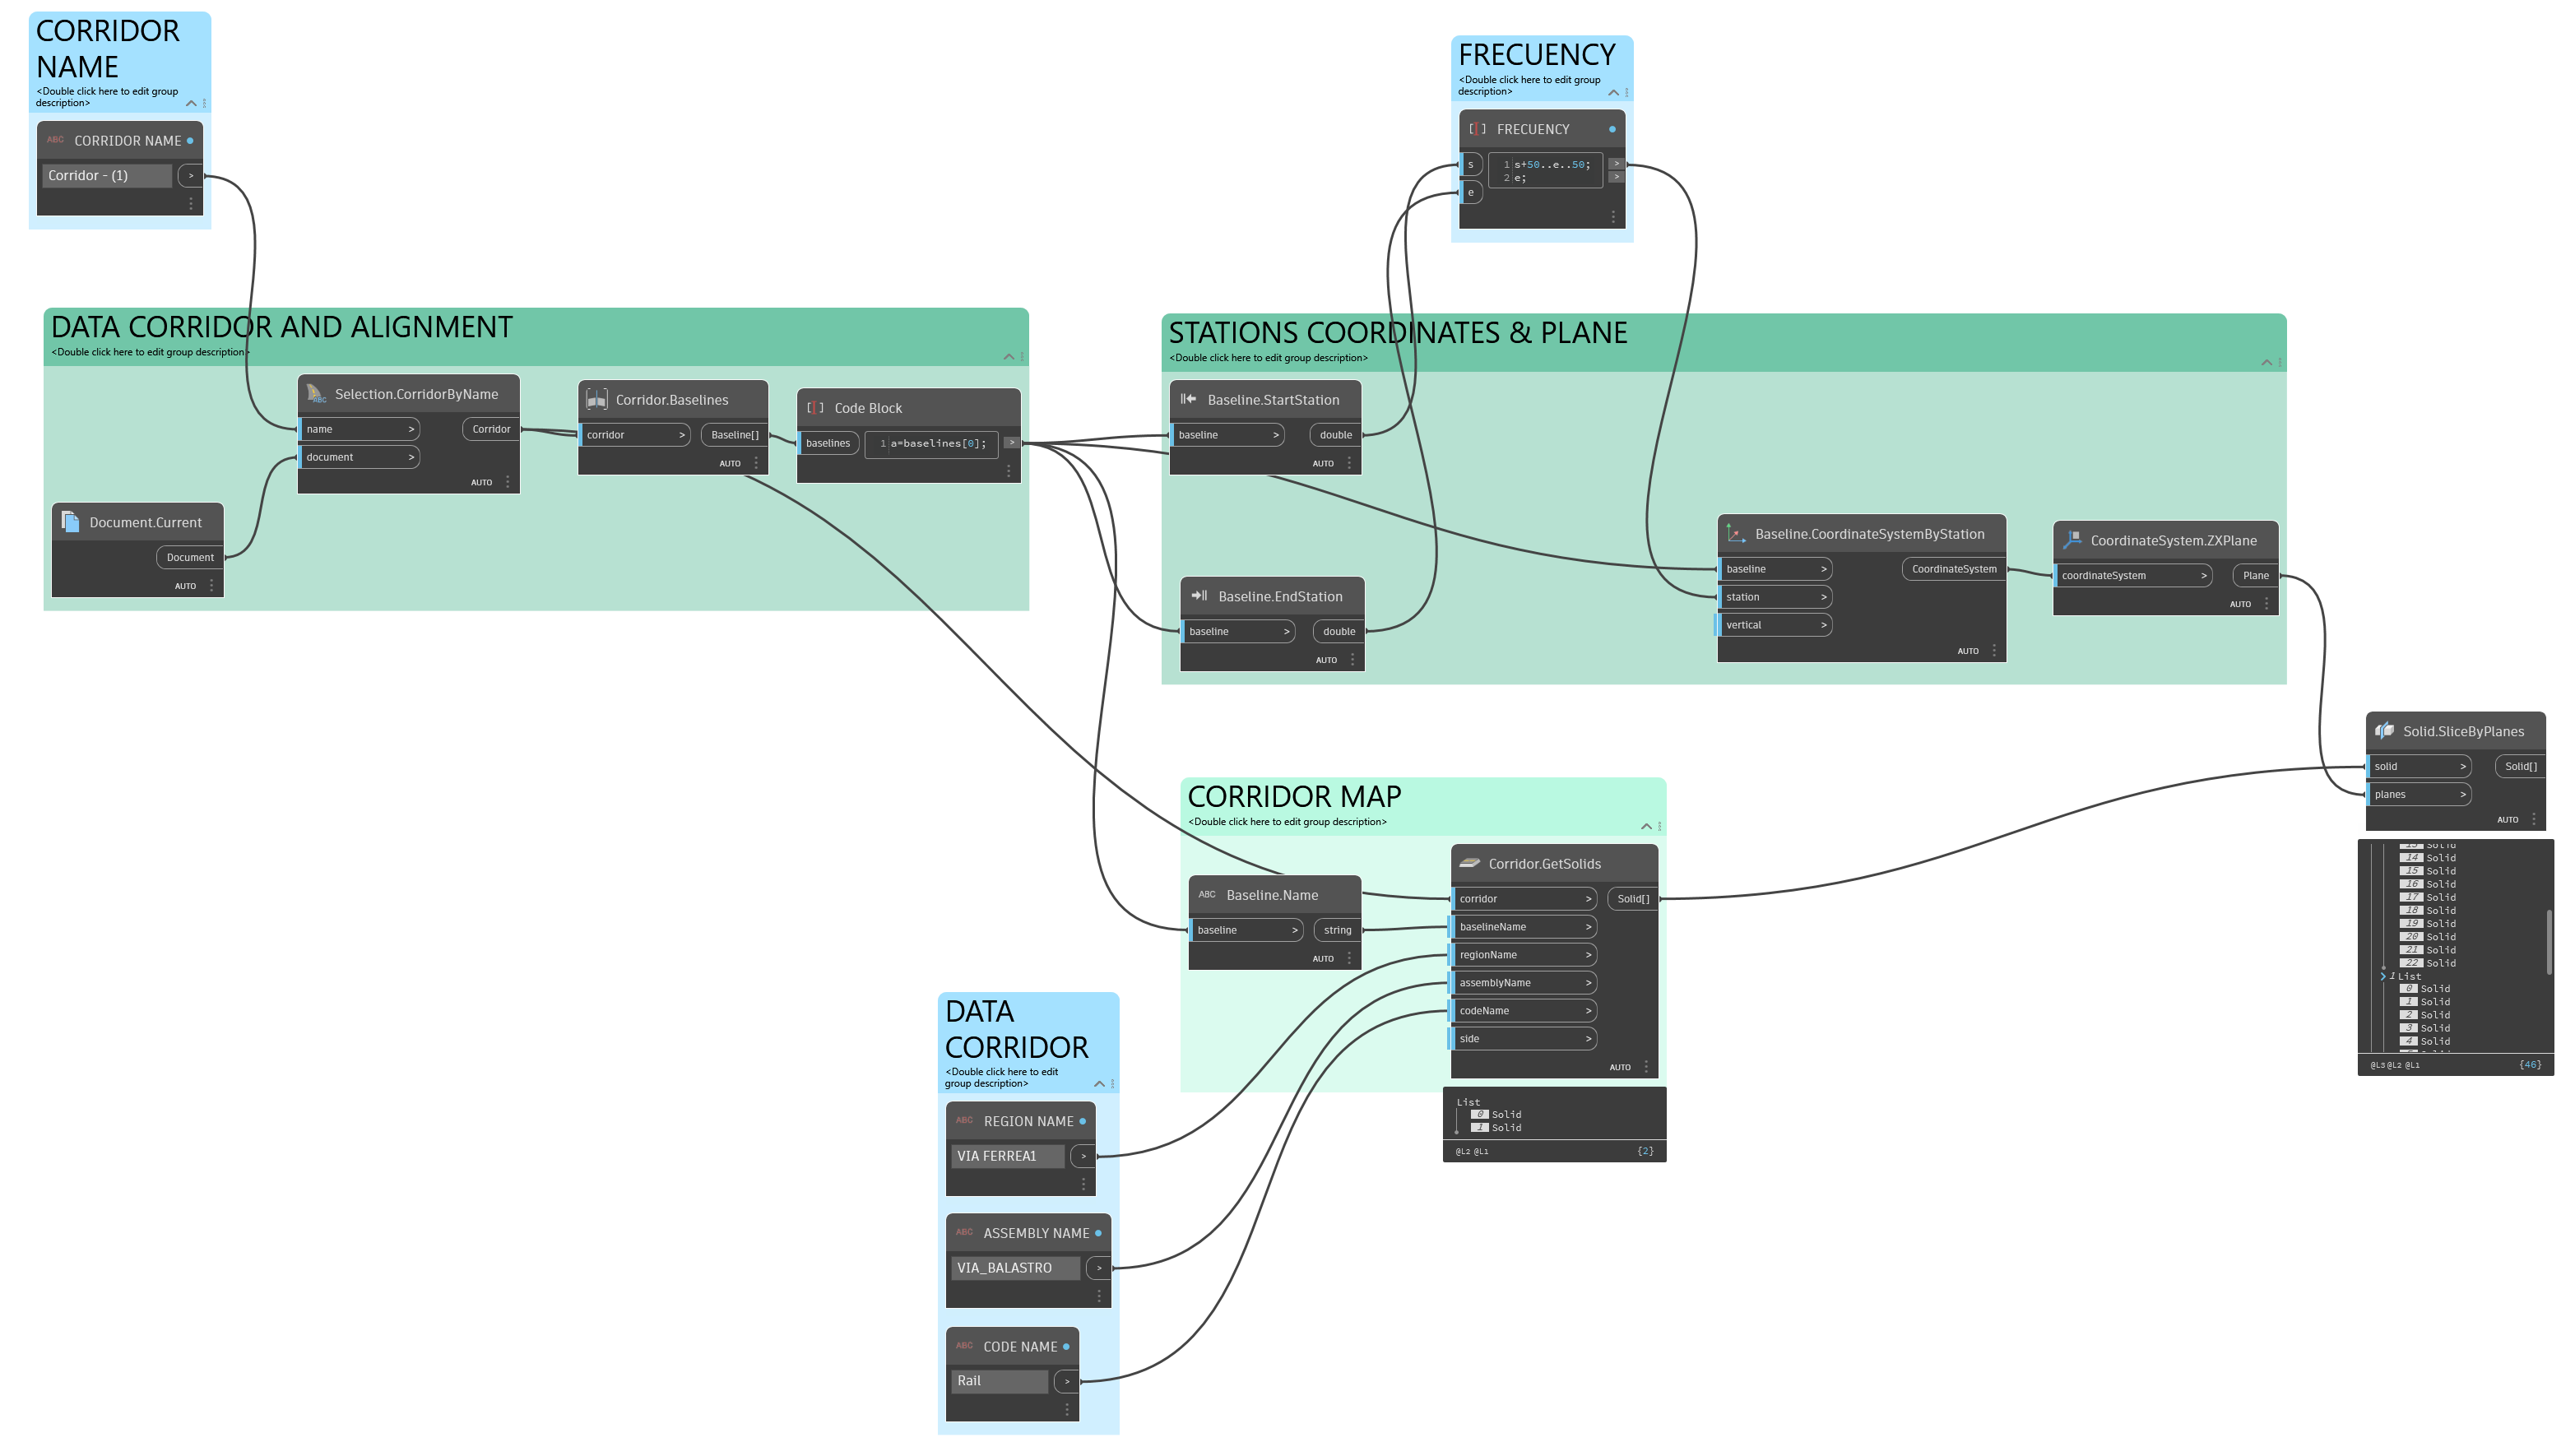 CORRIDOR
NAME
<Double click here to edit group
description>
ABC CORRIDOR NAME
Corridor - (1) >
FRECUENCY
<Double click here to edit group
description>
[ ] FRECUENCY
s 1 s+50..e..50; >
e 2 e; >
DATA CORRIDOR AND ALIGNMENT
<Double click here to edit group description>
ABC Selection.CorridorByName
name > Corridor
document >
AUTO
Corridor.Baselines
corridor > Baseline[]
AUTO
[ ] Code Block
baselines 1 a=baselines[0]; >
Document.Current
Document
AUTO
STATIONS COORDINATES & PLANE
<Double click here to edit group description>
Baseline.StartStation
baseline > double
AUTO
Baseline.EndStation
baseline > double
AUTO
Baseline.CoordinateSystemByStation
baseline > CoordinateSystem
station >
vertical >
AUTO
CoordinateSystem.ZXPlane
coordinateSystem > Plane
AUTO
Solid.SliceByPlanes
solid > Solid[]
planes >
AUTO
13 Solid
14 Solid
15 Solid
16 Solid
17 Solid
18 Solid
19 Solid
20 Solid
21 Solid
22 Solid
1 List
0 Solid
1 Solid
2 Solid
3 Solid
4 Solid
@L3 @L2 @L1 {46}
CORRIDOR MAP
<Double click here to edit group description>
ABC Baseline.Name
baseline > string
AUTO
Corridor.GetSolids
corridor > Solid[]
baselineName >
regionName >
assemblyName >
codeName >
side >
AUTO
List
0 Solid
1 Solid
@L2 @L1 {2}
DATA
CORRIDOR
<Double click here to edit
group description>
ABC REGION NAME
VIA FERREA1 >
ABC ASSEMBLY NAME
VIA_BALASTRO >
ABC CODE NAME
Rail >